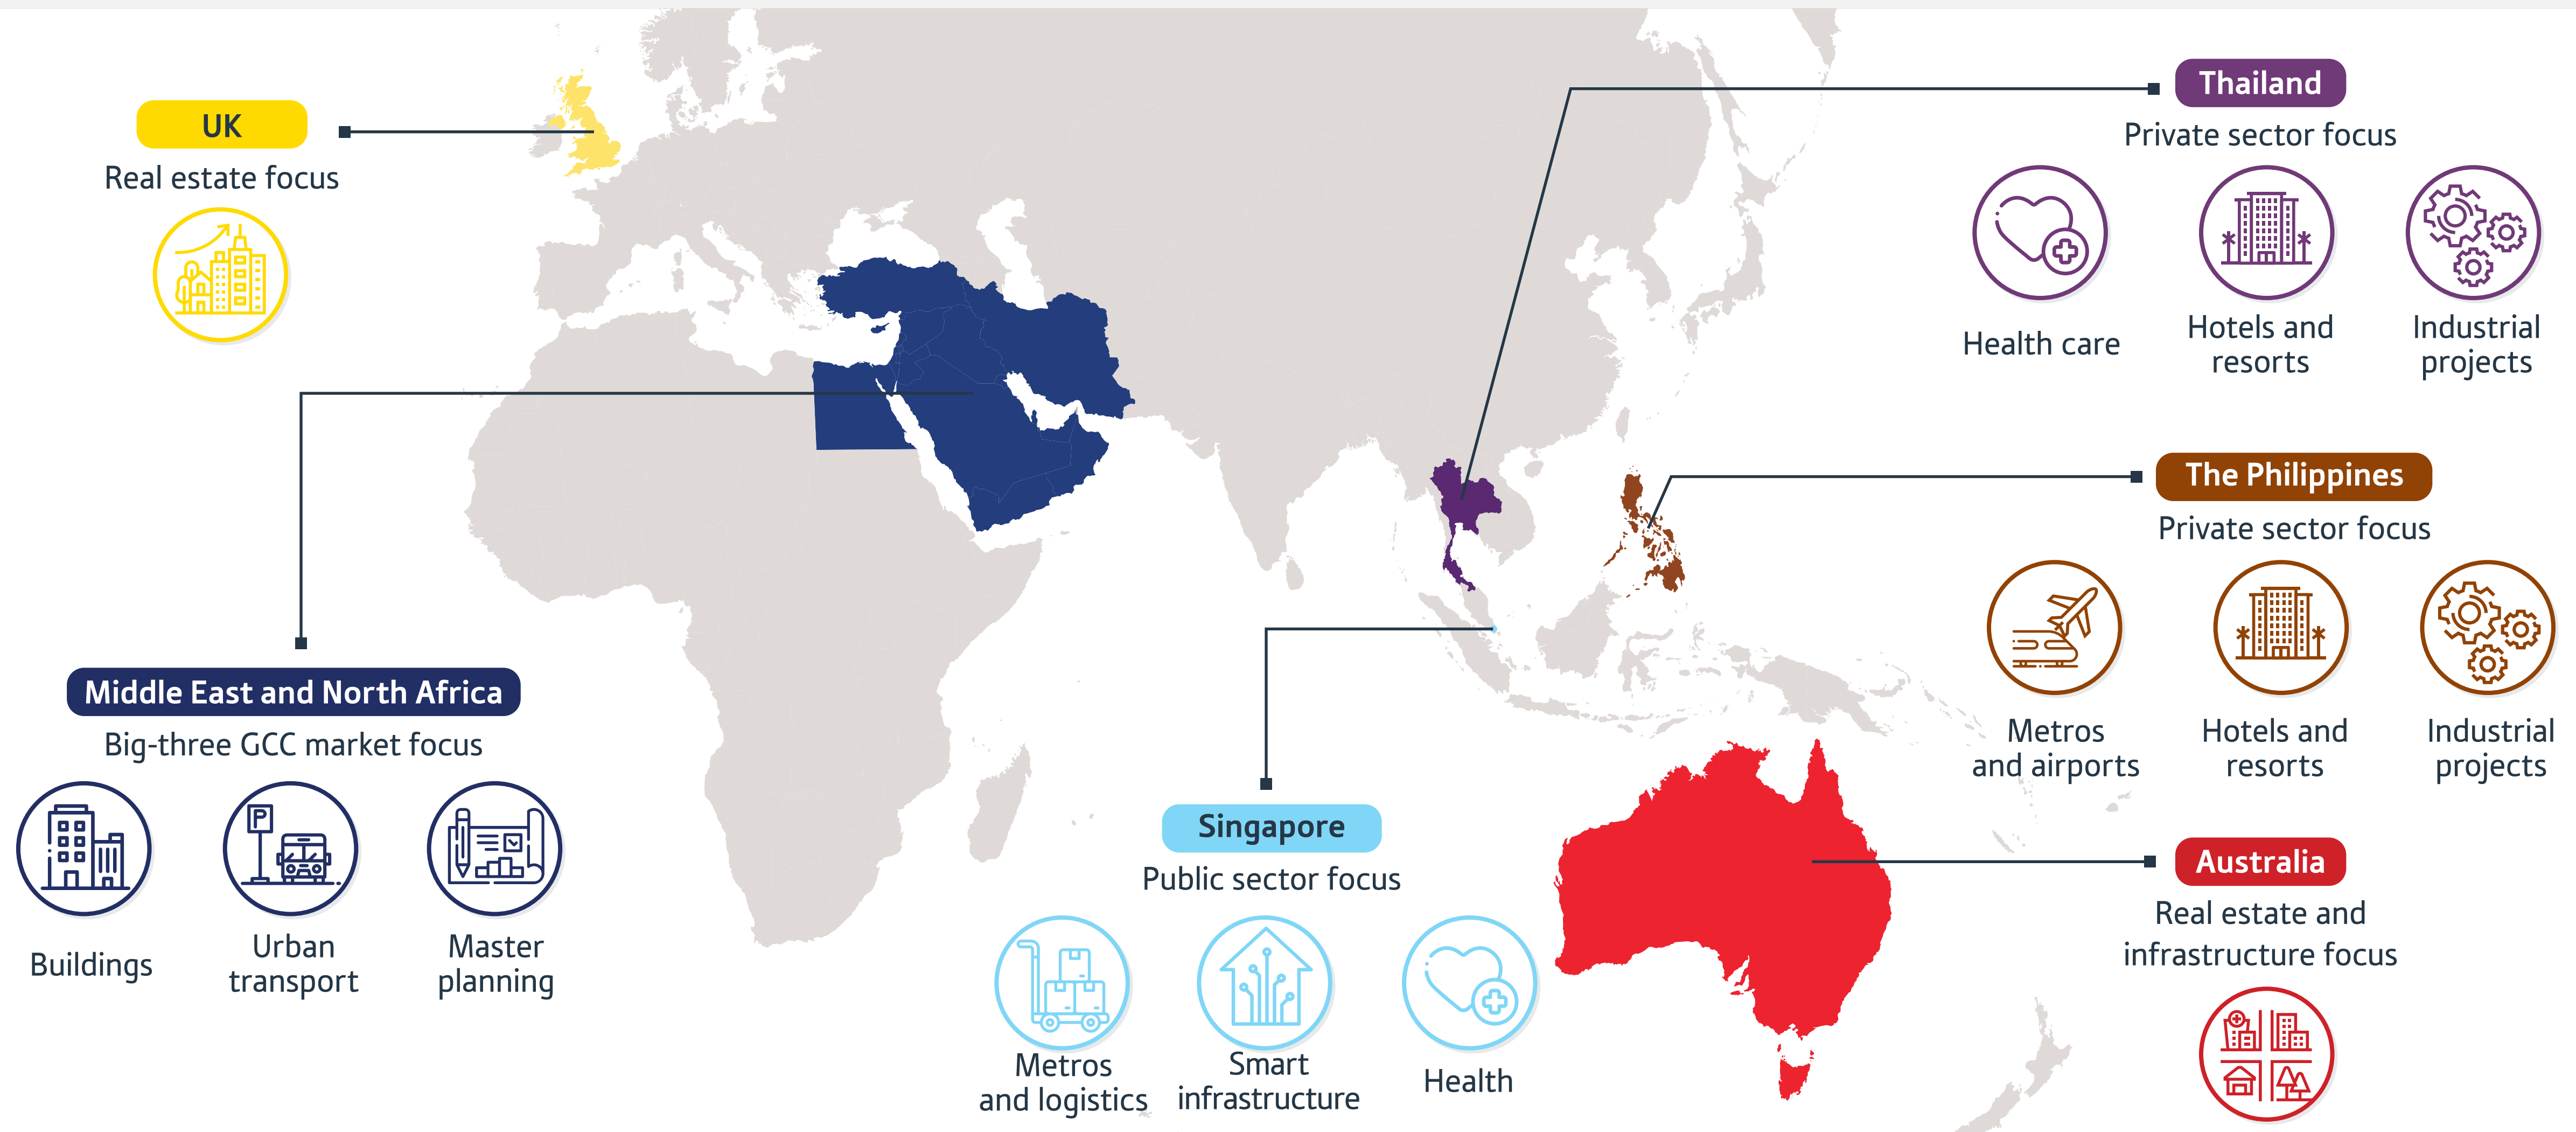 UK
Real estate focus
Thailand
Private sector focus
Health care
Hotels and
resorts
Industrial
projects
The Philippines
Private sector focus
Metros
and airports
Hotels and
resorts
Industrial
projects
Middle East and North Africa
Big-three GCC market focus
Buildings
P
Urban
transport
Master
planning
Singapore
Public sector focus
Metros
and logistics
Smart
infrastructure
Health
Australia
Real estate and
infrastructure focus